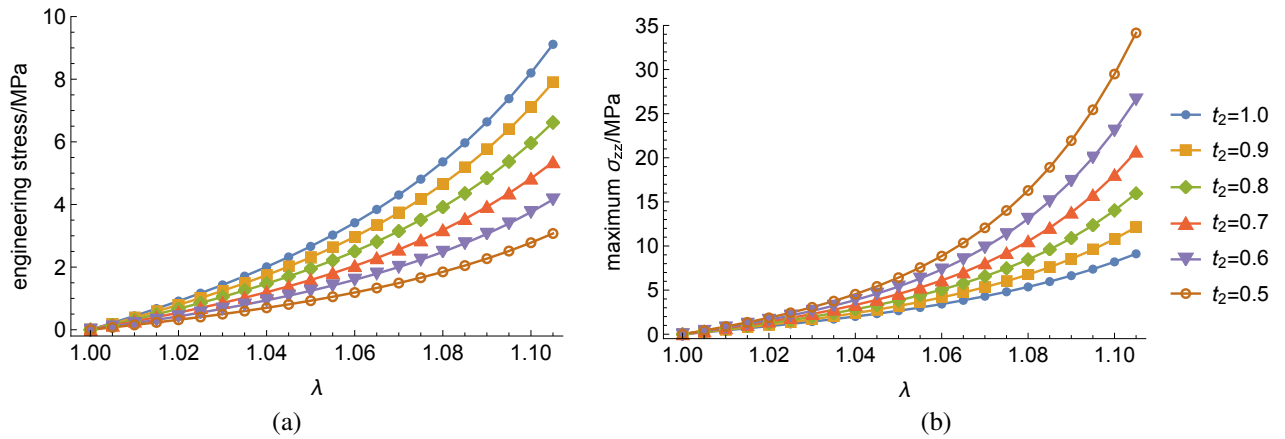 engineering stress/MPa
10
8
6
4
2
0
1.00 1.02 1.04 1.06 1.08 1.10
λ
(a)
maximum σzz/MPa
35
30
25
20
15
10
5
0
1.00 1.02 1.04 1.06 1.08 1.10
λ
(b)
t2=1.0
t2=0.9
t2=0.8
t2=0.7
t2=0.6
t2=0.5